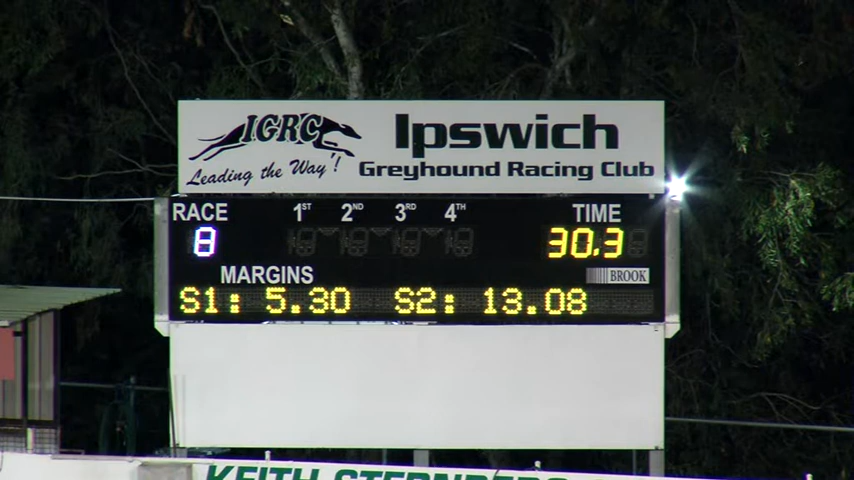 IGRC
Leading the Way!
Ipswich
Greyhound Racing Club
RACE 1ST 2ND 3RD 4TH TIME
8 30.3
MARGINS BROOK
S1: 5.30 S2: 13.08
KEITH